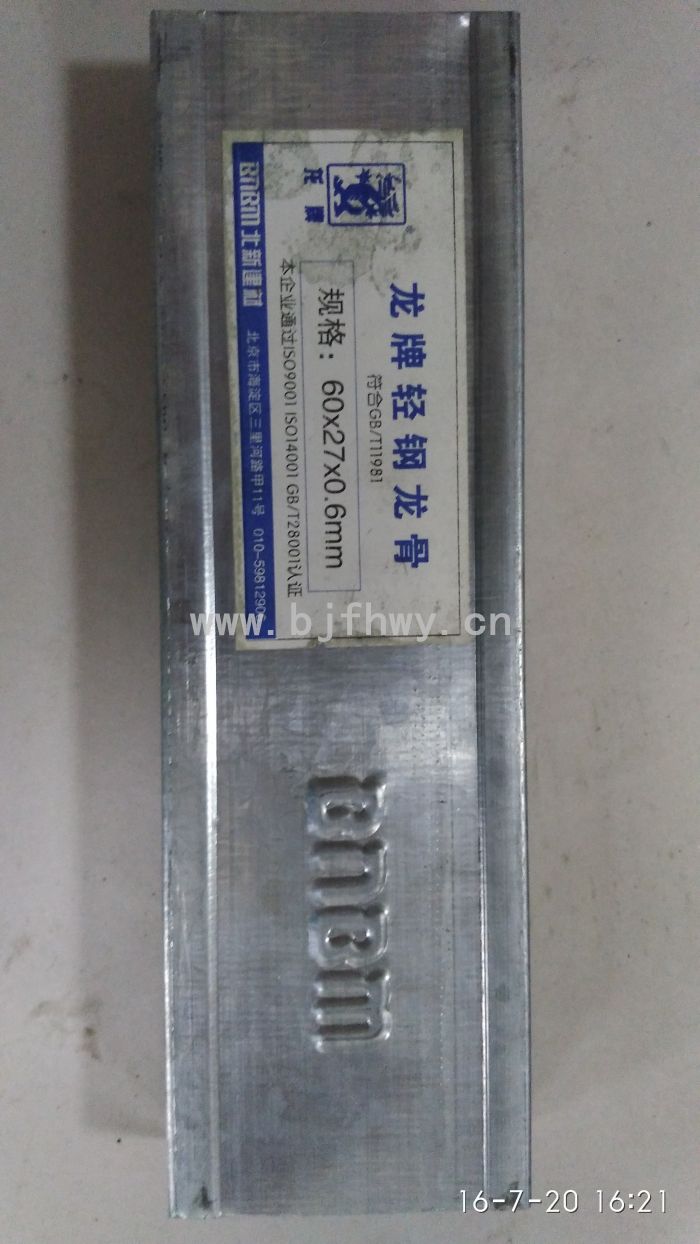 龙牌
龙牌轻钢龙骨
符合GB/T11981
规格：60x27x0.6mm
本企业通过ISO9001 ISO14001 GB/T28001认证
BNBM 北新建材 北京市海淀区三里河路甲11号 010-5981290
www.bjfhwy.cn
BNBM
16-7-20 16:21